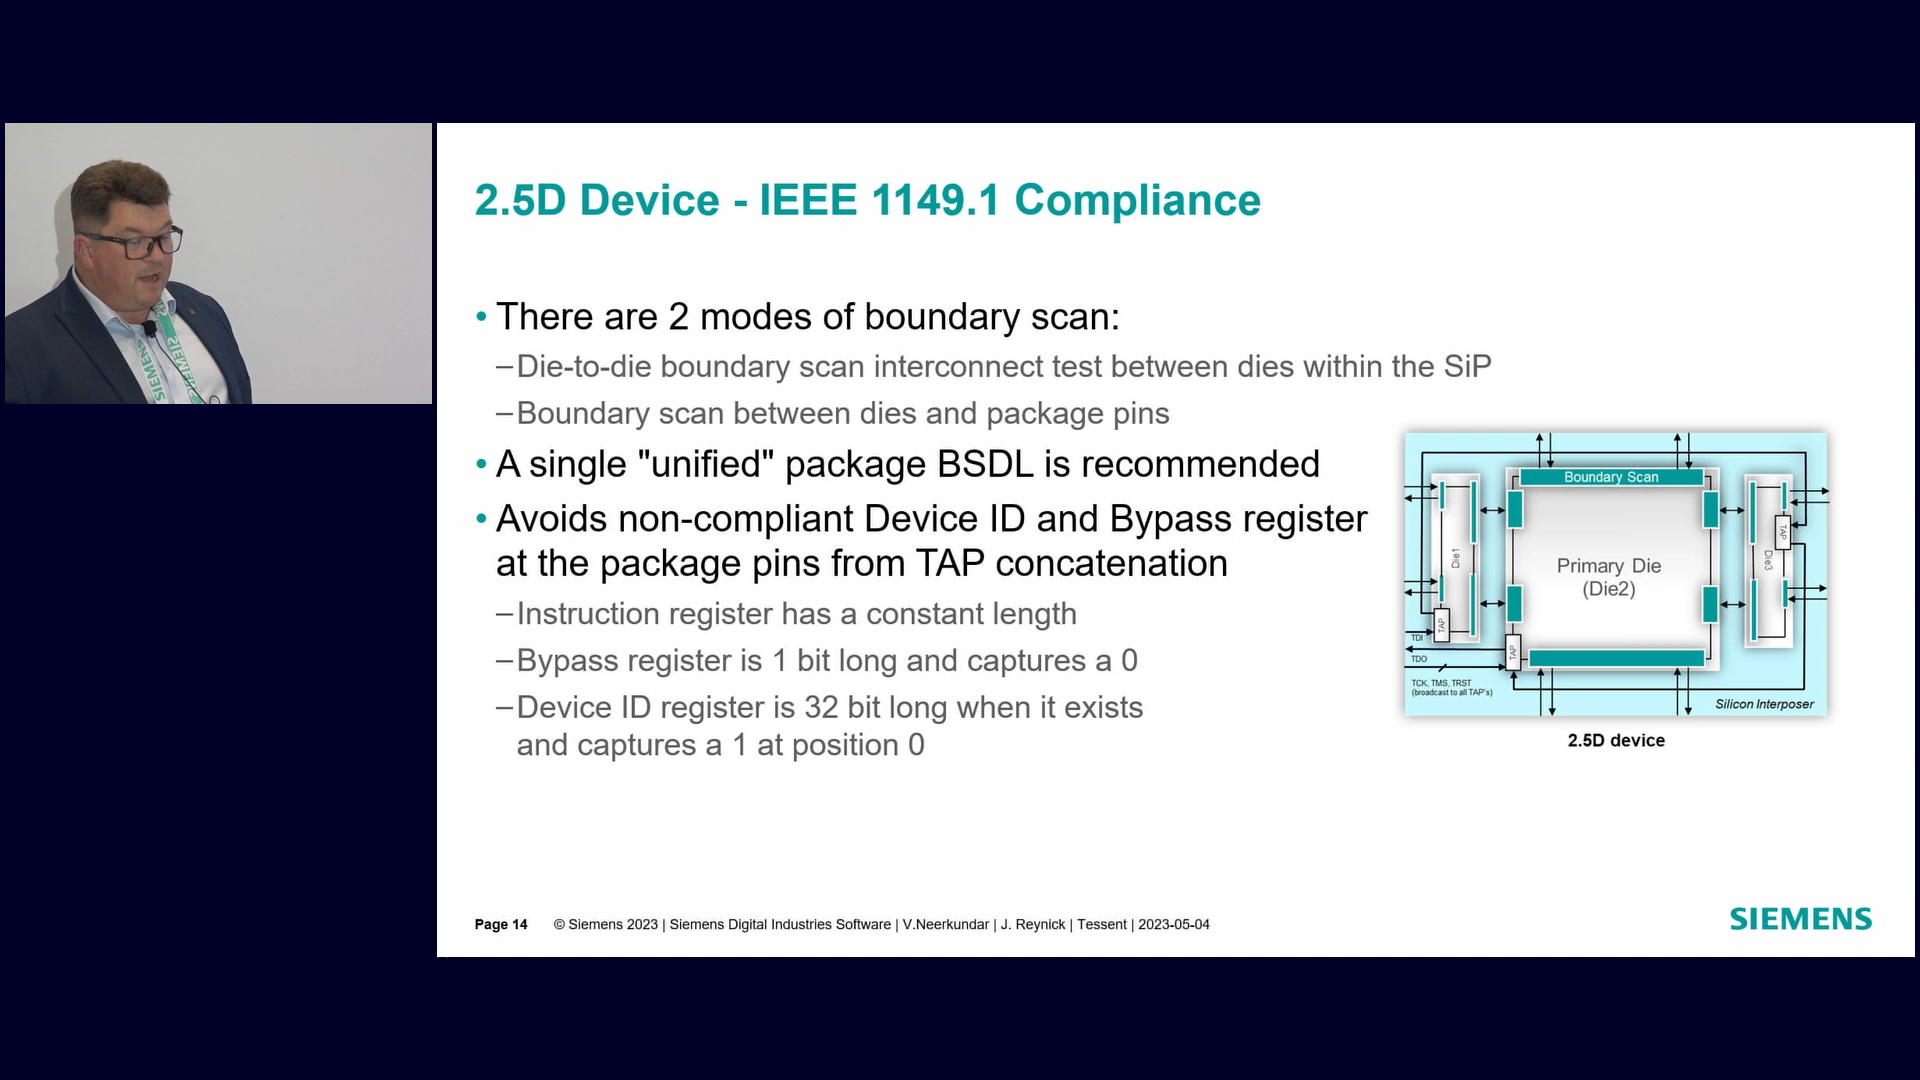 2.5D Device - IEEE 1149.1 Compliance
• There are 2 modes of boundary scan:
–Die-to-die boundary scan interconnect test between dies within the SiP
–Boundary scan between dies and package pins
• A single "unified" package BSDL is recommended
• Avoids non-compliant Device ID and Bypass register
at the package pins from TAP concatenation
–Instruction register has a constant length
–Bypass register is 1 bit long and captures a 0
–Device ID register is 32 bit long when it exists
and captures a 1 at position 0
Boundary Scan
Die1
Primary Die
(Die2)
Die3
TAP
TAP
TAP
TDI
TDO
TCK, TMS, TRST
(broadcast to all TAP's)
Silicon Interposer
2.5D device
Page 14 © Siemens 2023 | Siemens Digital Industries Software | V.Neerkundar | J. Reynick | Tessent | 2023-05-04
SIEMENS
SIEMENS
SIEMENS